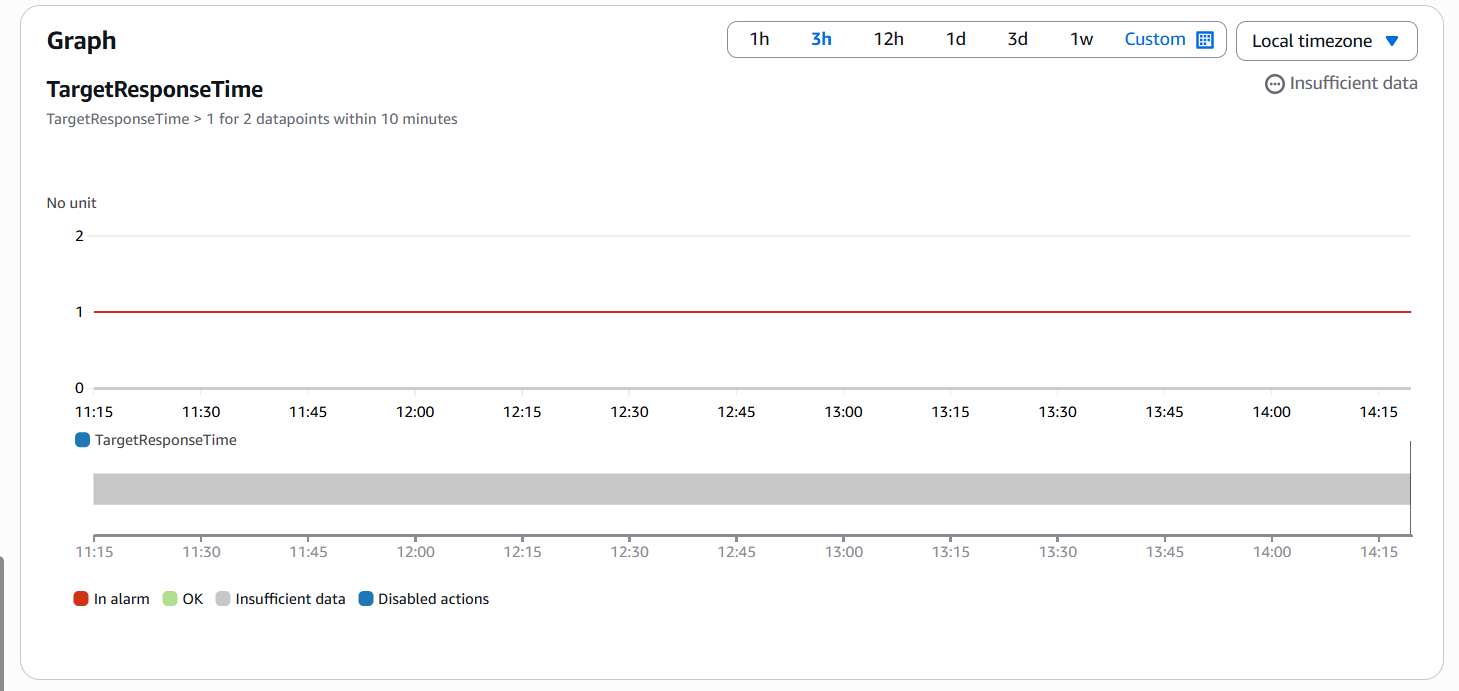 Graph
1h 3h 12h 1d 3d 1w Custom
Local timezone
TargetResponseTime
Insufficient data
TargetResponseTime > 1 for 2 datapoints within 10 minutes
No unit
2
1
0
11:15 11:30 11:45 12:00 12:15 12:30 12:45 13:00 13:15 13:30 13:45 14:00 14:15
TargetResponseTime
11:15 11:30 11:45 12:00 12:15 12:30 12:45 13:00 13:15 13:30 13:45 14:00 14:15
In alarm OK Insufficient data Disabled actions